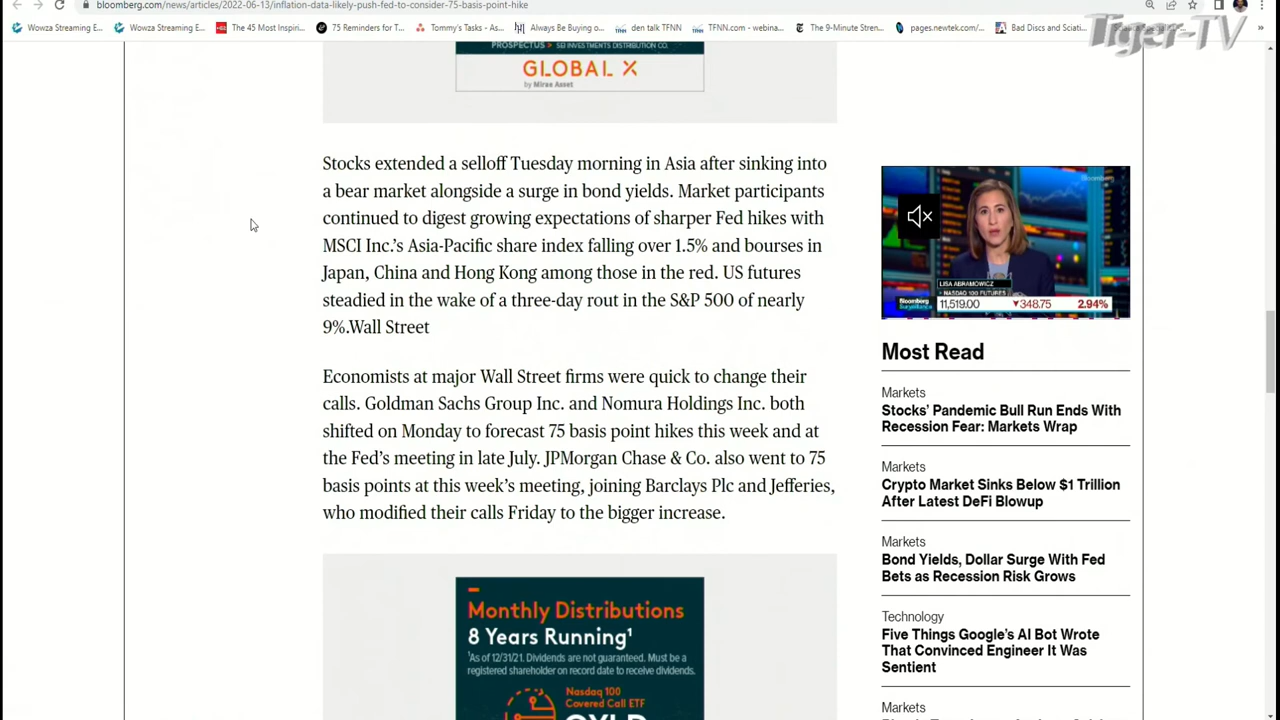 bloomberg.com/news/articles/2022-06-13/inflation-data-likely-push-fed-to-consider-75-basis-point-hike
Wowza Streaming E...
Wowza Streaming E...
The 45 Most Inspiri...
75 Reminders for T...
Tommy's Tasks - As...
Always Be Buying o...
den talk TFNN
TFNN.com - webina...
The 9-Minute Stren...
pages.newtek.com/...
Bad Discs and Sciati...
Tiger-TV
PROSPECTUS > SEI INVESTMENTS DISTRIBUTION CO.
GLOBAL X
by Mirae Asset
Stocks extended a selloff Tuesday morning in Asia after sinking into
a bear market alongside a surge in bond yields. Market participants
continued to digest growing expectations of sharper Fed hikes with
MSCI Inc.'s Asia-Pacific share index falling over 1.5% and bourses in
Japan, China and Hong Kong among those in the red. US futures
steadied in the wake of a three-day rout in the S&P 500 of nearly
9%.Wall Street
Economists at major Wall Street firms were quick to change their
calls. Goldman Sachs Group Inc. and Nomura Holdings Inc. both
shifted on Monday to forecast 75 basis point hikes this week and at
the Fed's meeting in late July. JPMorgan Chase & Co. also went to 75
basis points at this week's meeting, joining Barclays Plc and Jefferies,
who modified their calls Friday to the bigger increase.
Monthly Distributions
8 Years Running¹
¹As of 12/31/21. Dividends are not guaranteed. Must be a
registered shareholder on record date to receive dividends.
Nasdaq 100
Covered Call ETF
QYLD
Bloomberg
LISA ABRAMOWICZ
NASDAQ 100 FUTURES
Bloomberg
Surveillance
11,519.00 ▼348.75 2.94%
Most Read
Markets
Stocks' Pandemic Bull Run Ends With
Recession Fear: Markets Wrap
Markets
Crypto Market Sinks Below $1 Trillion
After Latest DeFi Blowup
Markets
Bond Yields, Dollar Surge With Fed
Bets as Recession Risk Grows
Technology
Five Things Google's AI Bot Wrote
That Convinced Engineer It Was
Sentient
Markets